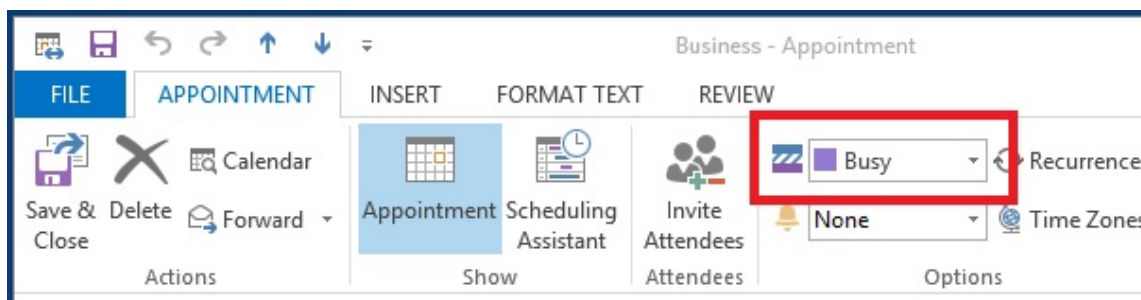 Business - Appointment
FILE APPOINTMENT INSERT FORMAT TEXT REVIEW
Save & Close
Delete
Calendar
Forward
Actions
Appointment
Scheduling Assistant
Show
Invite Attendees
Attendees
Busy
Recurrence
None
Time Zones
Options